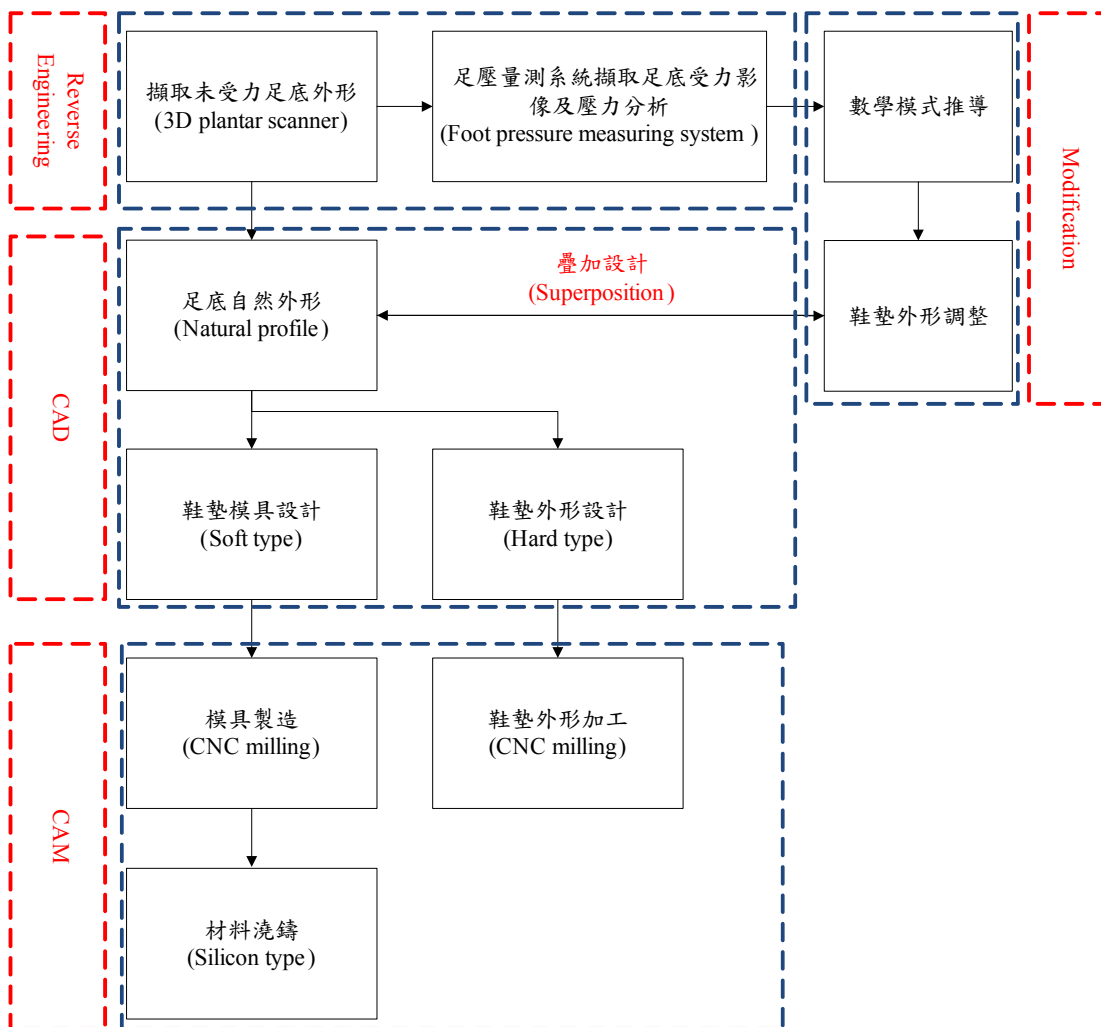 Reverse
Engineering
擷取未受力足底外形
(3D plantar scanner)
足壓量測系統擷取足底受力影
像及壓力分析
(Foot pressure measuring system )
數學模式推導
Modification
CAD
足底自然外形
(Natural profile)
疊加設計
(Superposition)
鞋墊外形調整
鞋墊模具設計
(Soft type)
鞋墊外形設計
(Hard type)
CAM
模具製造
(CNC milling)
鞋墊外形加工
(CNC milling)
材料澆鑄
(Silicon type)